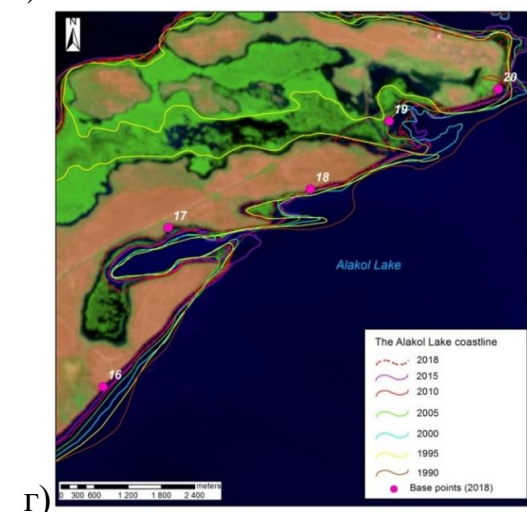 N
20
19
18
17
Alakol Lake
16
The Alakol Lake coastline
2018
2015
2010
2005
2000
1995
1990
Base points (2018)
meters
0 300 600 1 200 1 800 2 400
г)